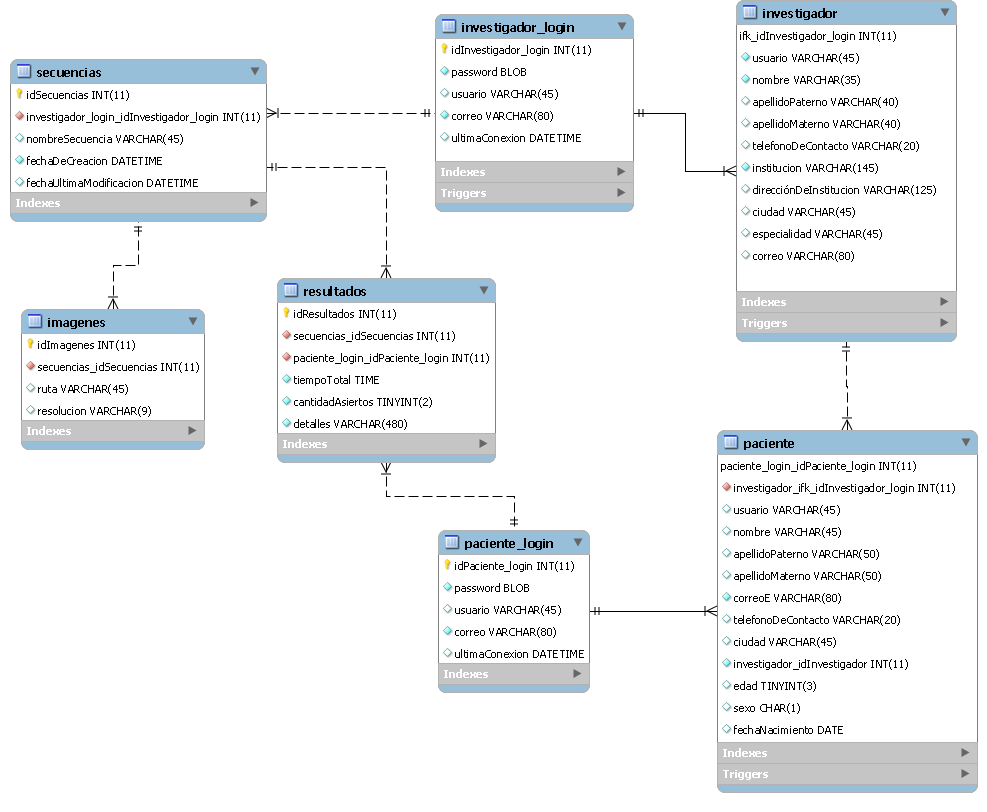 secuencias
idSecuencias INT(11)
investigador_login_idInvestigador_login INT(11)
nombreSecuencia VARCHAR(45)
fechaDeCreacion DATETIME
fechaUltimaModificacion DATETIME
Indexes
investigador_login
idInvestigador_login INT(11)
password BLOB
usuario VARCHAR(45)
correo VARCHAR(80)
ultimaConexion DATETIME
Indexes
Triggers
investigador
ifk_idInvestigador_login INT(11)
usuario VARCHAR(45)
nombre VARCHAR(35)
apellidoPaterno VARCHAR(40)
apellidoMaterno VARCHAR(40)
telefonoDeContacto VARCHAR(20)
institucion VARCHAR(145)
direcciónDeInstitucion VARCHAR(125)
ciudad VARCHAR(45)
especialidad VARCHAR(45)
correo VARCHAR(80)
Indexes
Triggers
imagenes
idImagenes INT(11)
secuencias_idSecuencias INT(11)
ruta VARCHAR(45)
resolucion VARCHAR(9)
Indexes
resultados
idResultados INT(11)
secuencias_idSecuencias INT(11)
paciente_login_idPaciente_login INT(11)
tiempoTotal TIME
cantidadAsiertos TINYINT(2)
detalles VARCHAR(480)
Indexes
paciente_login
idPaciente_login INT(11)
password BLOB
usuario VARCHAR(45)
correo VARCHAR(80)
ultimaConexion DATETIME
Indexes
paciente
paciente_login_idPaciente_login INT(11)
investigador_ifk_idInvestigador_login INT(11)
usuario VARCHAR(45)
nombre VARCHAR(45)
apellidoPaterno VARCHAR(50)
apellidoMaterno VARCHAR(50)
correoE VARCHAR(80)
telefonoDeContacto VARCHAR(20)
ciudad VARCHAR(45)
investigador_idInvestigador INT(11)
edad TINYINT(3)
sexo CHAR(1)
fechaNacimiento DATE
Indexes
Triggers